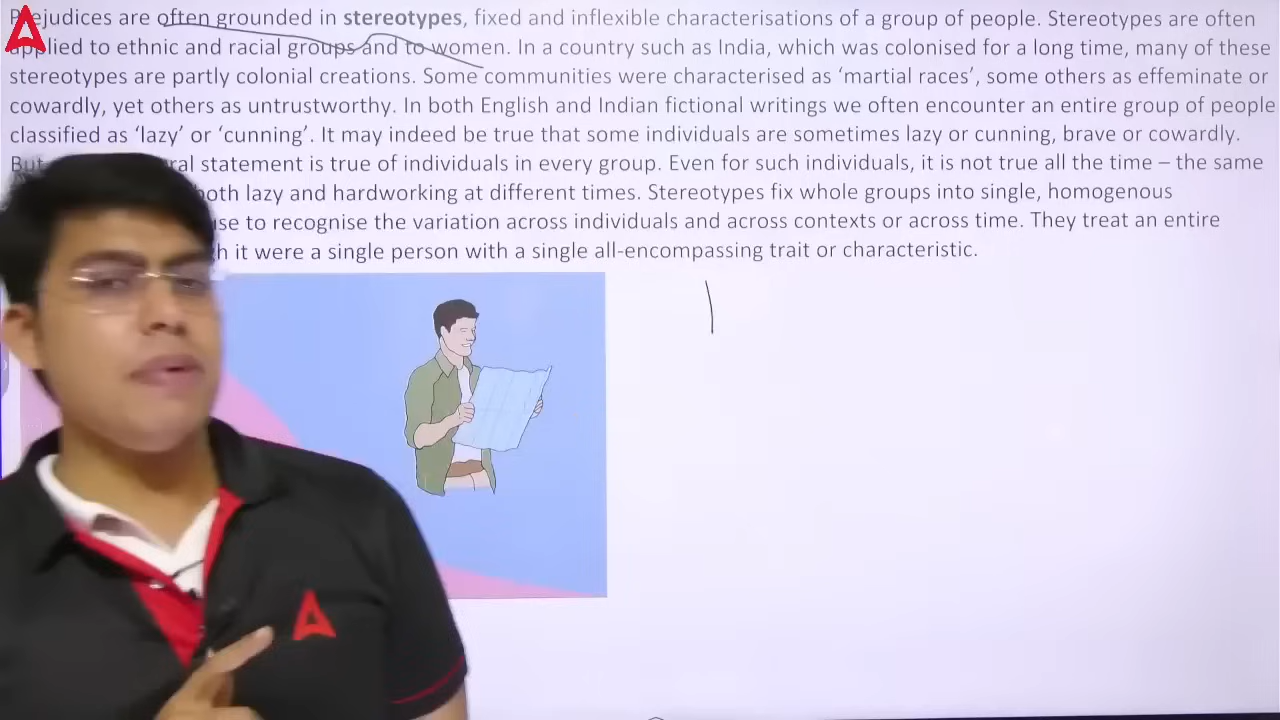 Prejudices are often grounded in stereotypes, fixed and inflexible characterisations of a group of people. Stereotypes are often
applied to ethnic and racial groups and to women. In a country such as India, which was colonised for a long time, many of these
stereotypes are partly colonial creations. Some communities were characterised as ‘martial races’, some others as effeminate or
cowardly, yet others as untrustworthy. In both English and Indian fictional writings we often encounter an entire group of people
classified as ‘lazy’ or ‘cunning’. It may indeed be true that some individuals are sometimes lazy or cunning, brave or cowardly.
But statement is true of individuals in every group. Even for such individuals, it is not true all the time – the same
both lazy and hardworking at different times. Stereotypes fix whole groups into single, homogenous
to recognise the variation across individuals and across contexts or across time. They treat an entire
it were a single person with a single all-encompassing trait or characteristic.